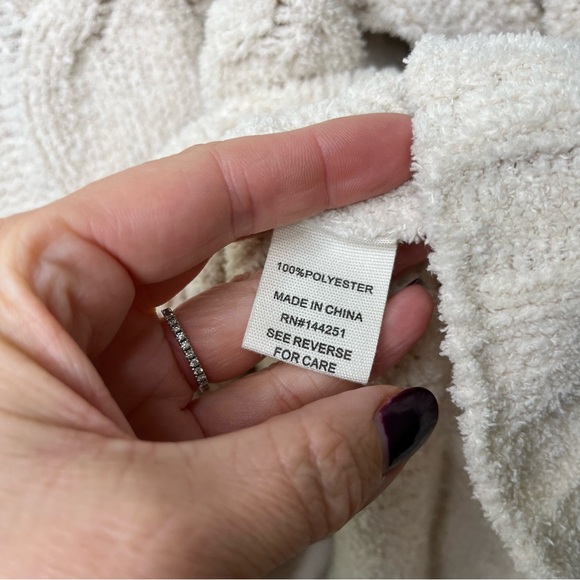 100%POLYESTER
MADE IN CHINA
RN#144251
SEE REVERSE
FOR CARE